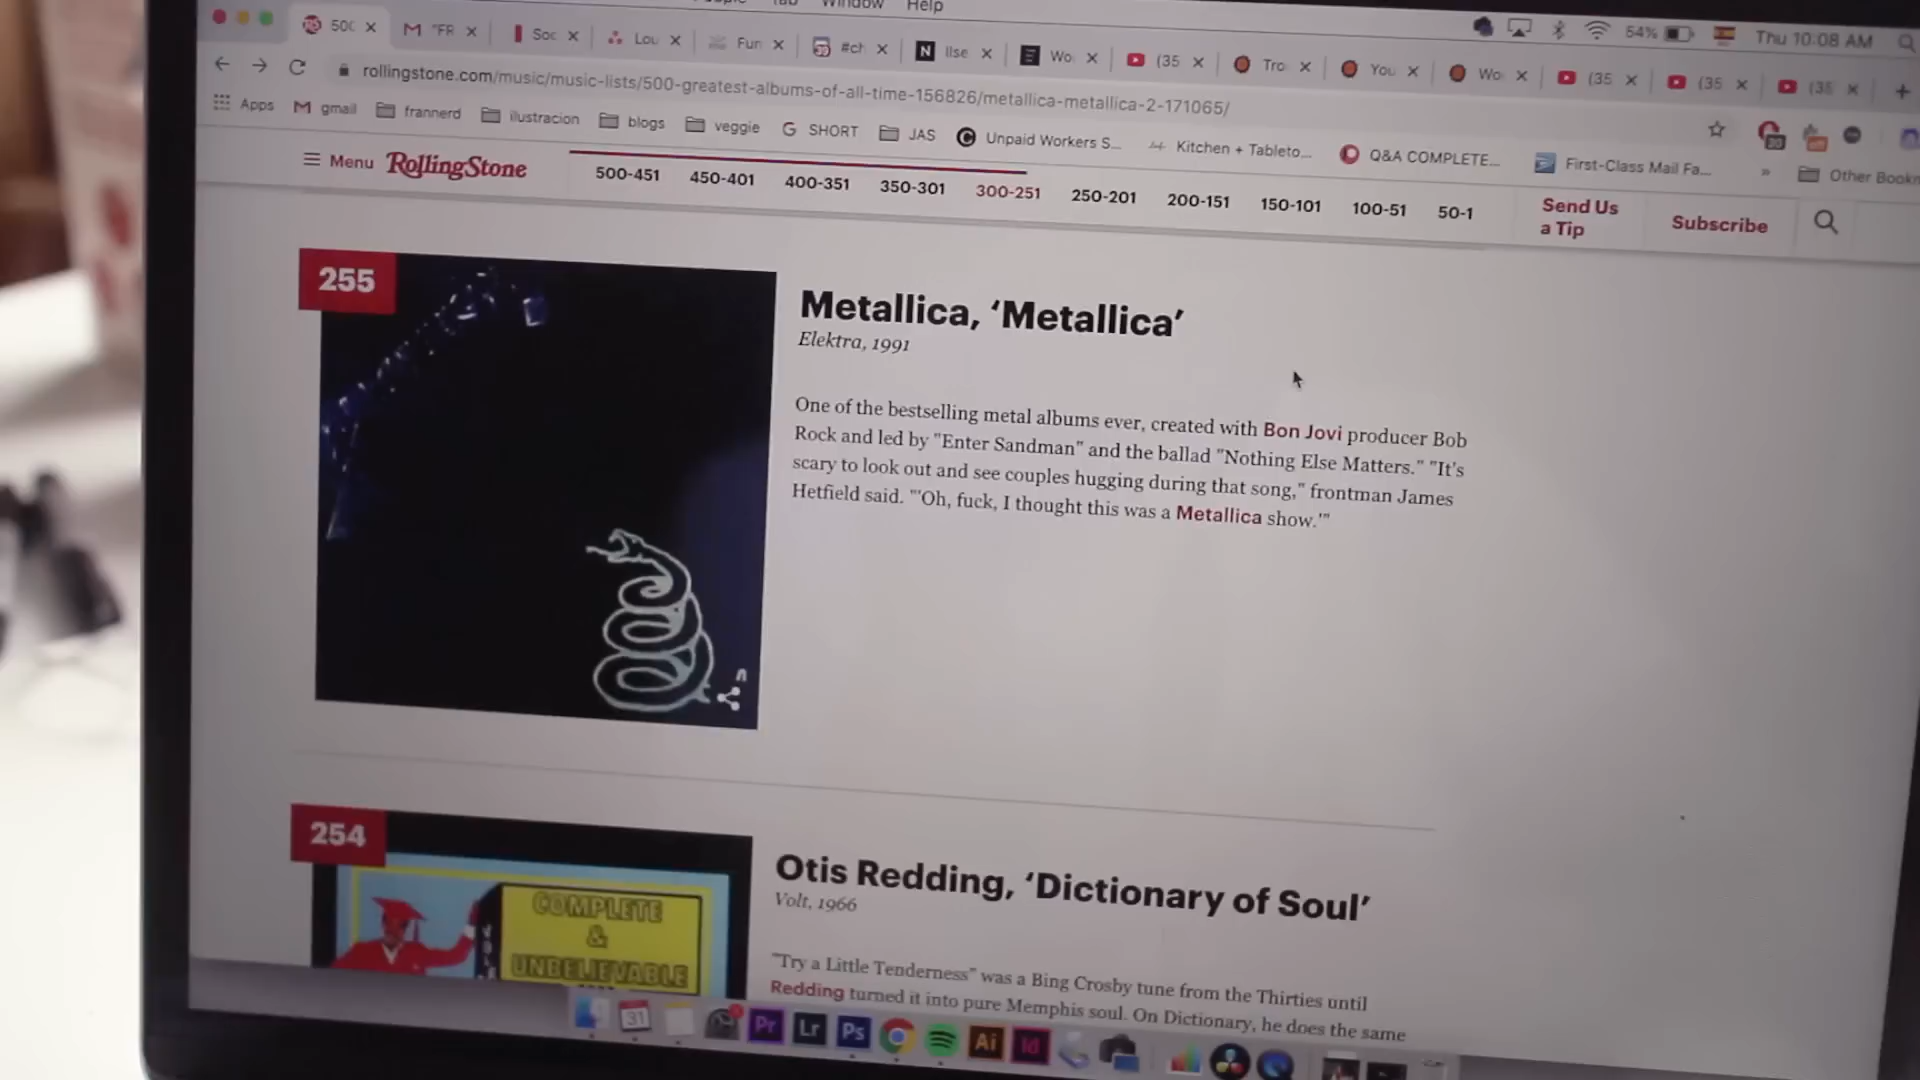 Window Help
54% Thu 10:08 AM
50C "FR Soc Lou Fun #ch Ilse Wo (35 Tro You Wo (35 (35 (35
rollingstone.com/music/music-lists/500-greatest-albums-of-all-time-156826/metallica-metallica-2-171065/
Apps gmail frannerd ilustracion blogs veggie SHORT JAS Unpaid Workers S... Kitchen + Tableto... Q&A COMPLETE... First-Class Mail Fa... » Other Bookm
Menu RollingStone 500-451 450-401 400-351 350-301 300-251 250-201 200-151 150-101 100-51 50-1 Send Us Subscribe
a Tip
255
Metallica, ‘Metallica’
Elektra, 1991
One of the bestselling metal albums ever, created with Bon Jovi producer Bob
Rock and led by "Enter Sandman" and the ballad "Nothing Else Matters." "It's
scary to look out and see couples hugging during that song," frontman James
Hetfield said. "'Oh, fuck, I thought this was a Metallica show.'"
254
COMPLETE
&
UNBELIEVABLE
Otis Redding, ‘Dictionary of Soul’
Volt, 1966
"Try a Little Tenderness" was a Bing Crosby tune from the Thirties until
Redding turned it into pure Memphis soul. On Dictionary, he does the same
31 Pr Lr Ps Ai Id